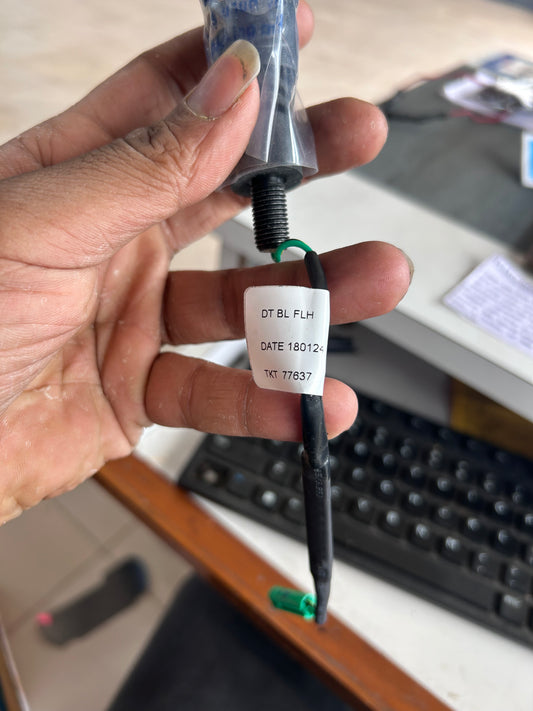 DT BL FLH
DATE 180124
TKT 77637